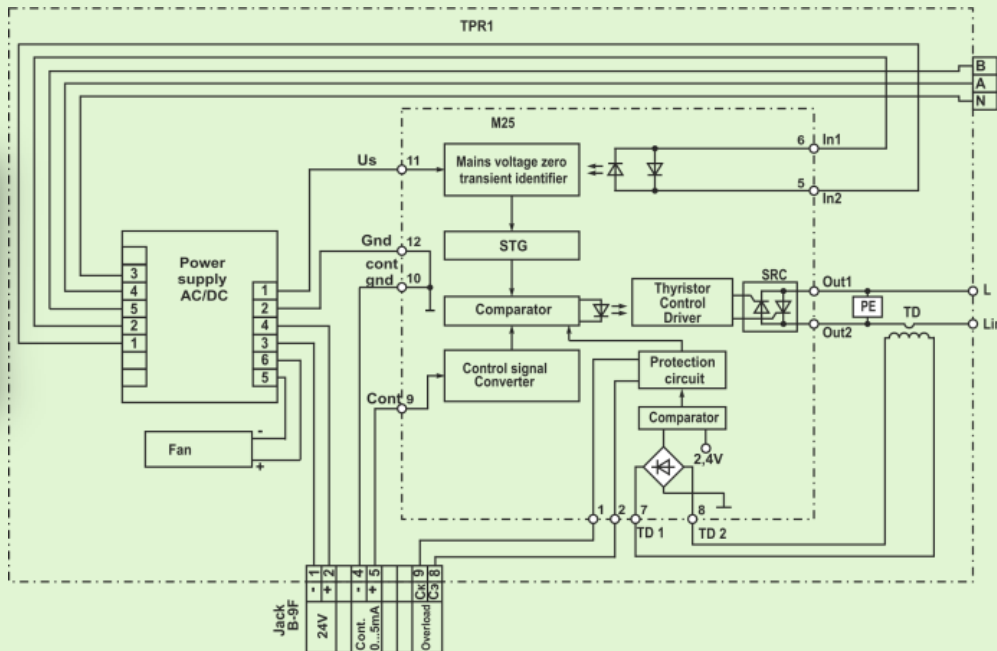 TPR1
B
A
N
M25
6 In1
Us 11
Mains voltage zero
transient identifier
5 In2
Gnd 12
cont
gnd 10
STG
Power
supply
AC/DC
3
4
5
2
1
1
2
4
3
6
5
Comparator
Thyristor
Control
Driver
SRC
Out1
L
PE
TD
Out2
Control signal
Converter
Protection
circuit
Cont 9
Comparator
2,4V
Fan
-
+
1 2 7 8
TD 1 TD 2
Jack
B-9F
1 2 4 5 9 8
- + - + Cк Сэ
24V
Cont.
0...5mA
Overload